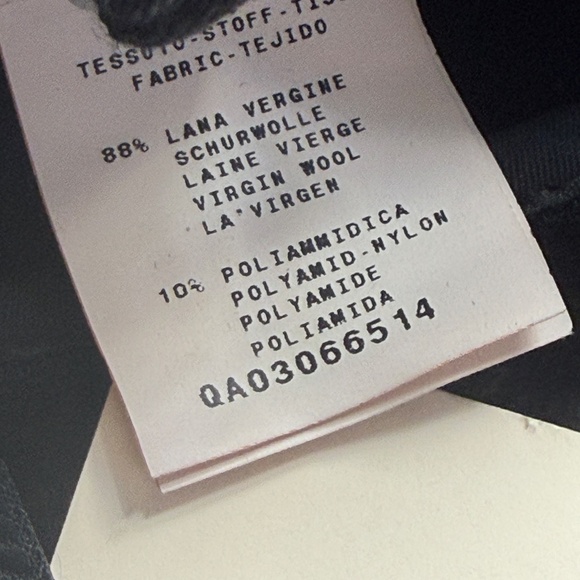 TESSUTO-STOFF-TIS
FABRIC-TEJIDO
88% LANA VERGINE
SCHURWOLLE
LAINE VIERGE
VIRGIN WOOL
LA'VIRGEN
10% POLIAMMIDICA
POLYAMID-NYLON
POLYAMIDE
POLIAMIDA
QA03066514